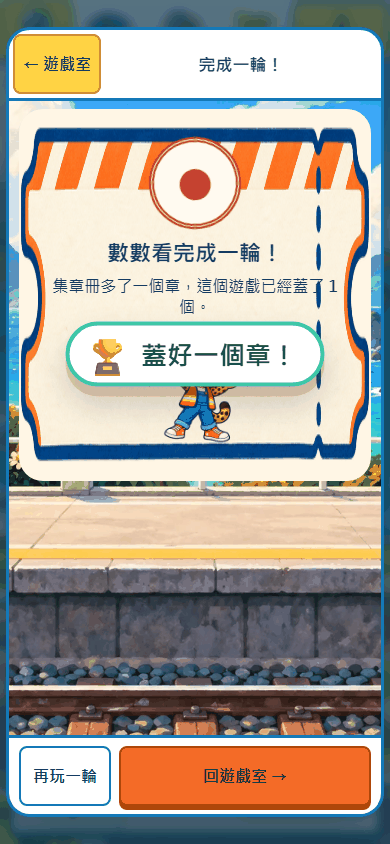 ← 遊戲室
完成一輪！
數數看完成一輪！
集章冊多了一個章，這個遊戲已經蓋了 1
個。
蓋好一個章！
再玩一輪
回遊戲室 →